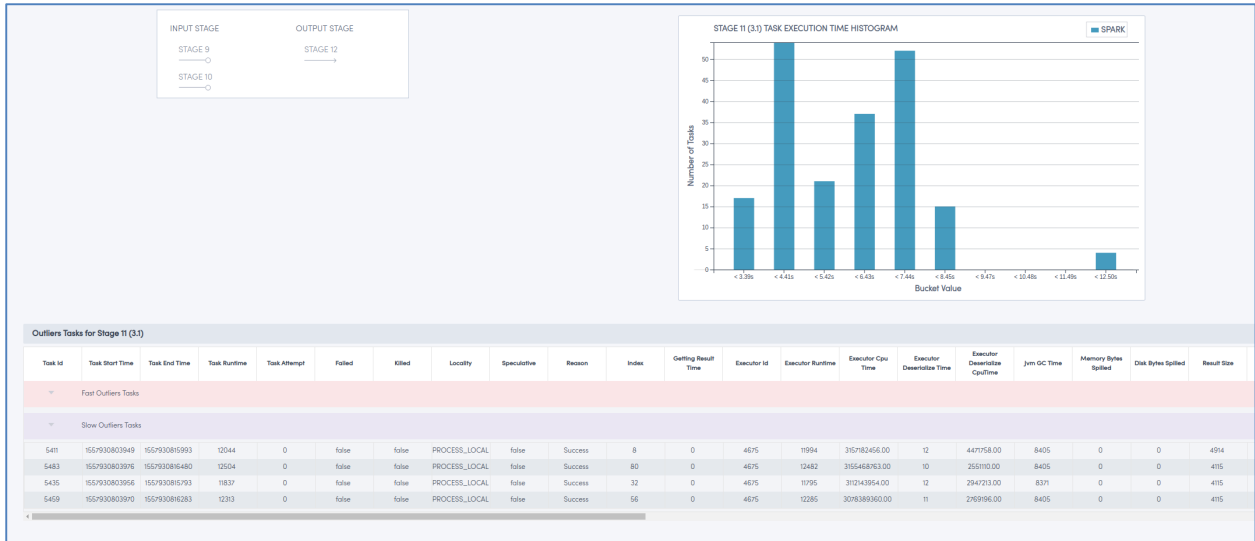 INPUT STAGE OUTPUT STAGE
STAGE 9 STAGE 12
STAGE 10
STAGE 11 (3.1) TASK EXECUTION TIME HISTOGRAM
SPARK
Number of Tasks
50
45
40
35
30
25
20
15
10
5
0
< 3.39s < 4.41s < 5.42s < 6.43s < 7.44s < 8.45s < 9.47s < 10.48s < 11.49s < 12.50s
Bucket Value
Outliers Tasks for Stage 11 (3.1)
Task Id Task Start Time Task End Time Task Runtime Task Attempt Failed Killed Locality Speculative Reason Index Getting Result Time Executor Id Executor Runtime Executor Cpu Time Executor Deserialize Time Executor Deserialize CpuTime Jvm GC Time Memory Bytes Spilled Disk Bytes Spilled Result Size
Fast Outliers Tasks
Slow Outliers Tasks
5411 1557930803949 1557930815993 12044 0 false false PROCESS_LOCAL false Success 8 0 4675 11994 3157182456.00 12 4471758.00 8405 0 0 4914
5483 1557930803976 1557930816480 12504 0 false false PROCESS_LOCAL false Success 80 0 4675 12482 3155468763.00 10 2551110.00 8405 0 0 4115
5435 1557930803956 1557930815793 11837 0 false false PROCESS_LOCAL false Success 32 0 4675 11795 3112143954.00 12 2947213.00 8371 0 0 4115
5459 1557930803970 1557930816283 12313 0 false false PROCESS_LOCAL false Success 56 0 4675 12285 3078389360.00 11 2769196.00 8405 0 0 4115